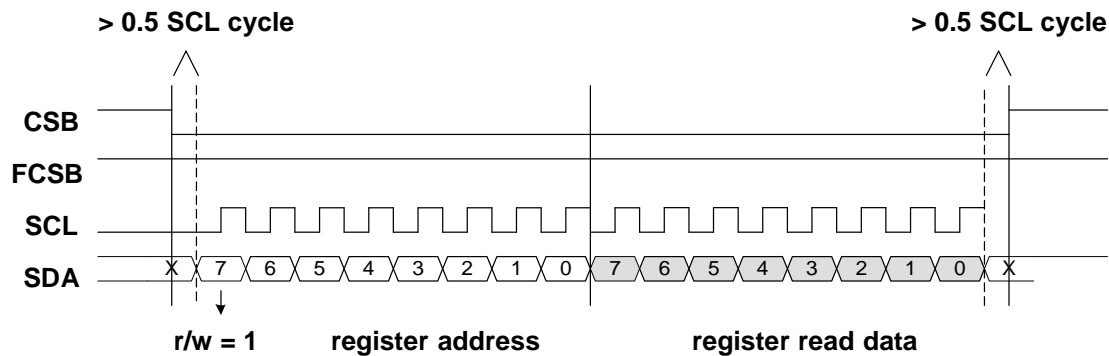 > 0.5 SCL cycle > 0.5 SCL cycle
CSB
FCSB
SCL
SDA X 7 6 5 4 3 2 1 0 7 6 5 4 3 2 1 0 X
r/w = 1 register address register read data